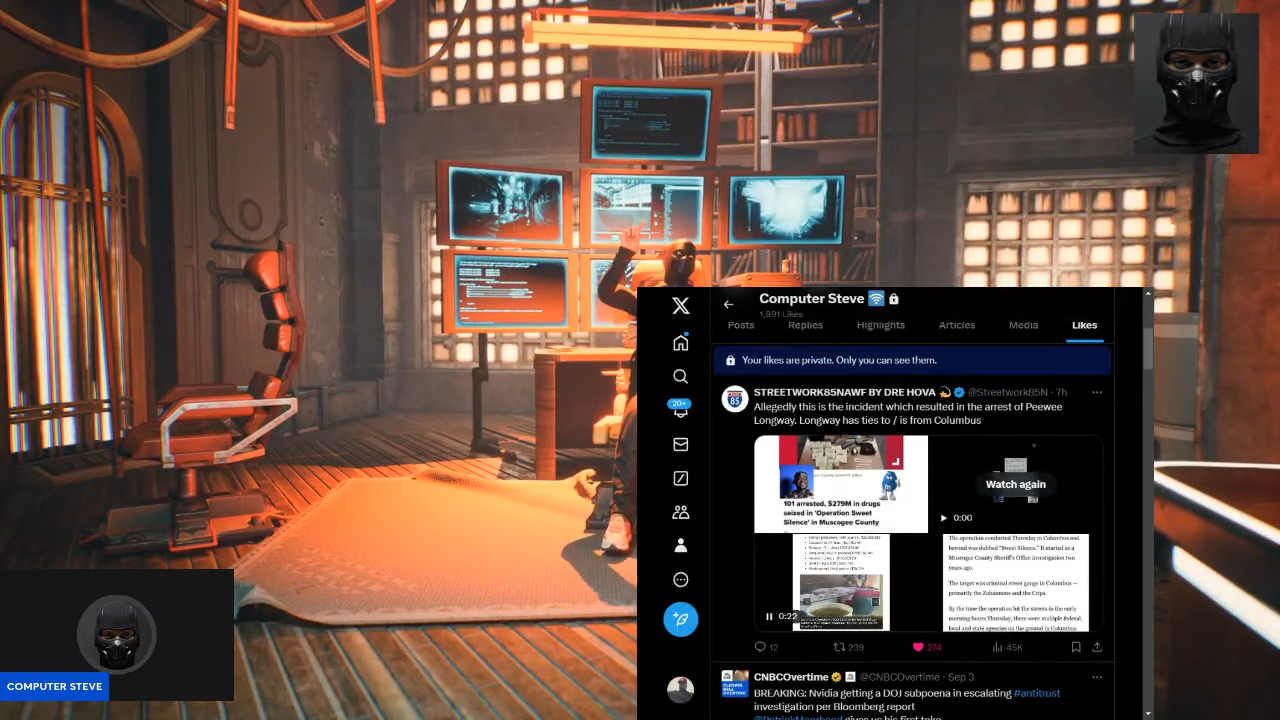 Computer Steve
1,891 Likes
Posts
Replies
Highlights
Articles
Media
Likes
Your likes are private. Only you can see them.
20+
STREETWORK85NAWF BY DRE HOVA @Streetwork85N · 7h
Allegedly this is the incident which resulted in the arrest of Peewee
Longway. Longway has ties to / is from Columbus
101 arrested, $279M in drugs
seized in 'Operation Sweet
Silence' in Muscogee County
Watch again
0:00
0:22
The operation conducted Thursday to Columbus and
beyond was dubbed "Sweet Silence." It started as a
Muscogee County Sheriff's Office investigation two
years ago.
The target was criminal street gangs in Columbus —
primarily the Zohannons and the Crips.
By the time the operation hit the streets in the early
morning hours Thursday, there were multiple federal,
local and state agencies on the ground in Columbus
12
239
274
45K
CNBCOvertime @CNBCOvertime · Sep 3
BREAKING: Nvidia getting a DOJ subpoena in escalating #antitrust
investigation per Bloomberg report
COMPUTER STEVE